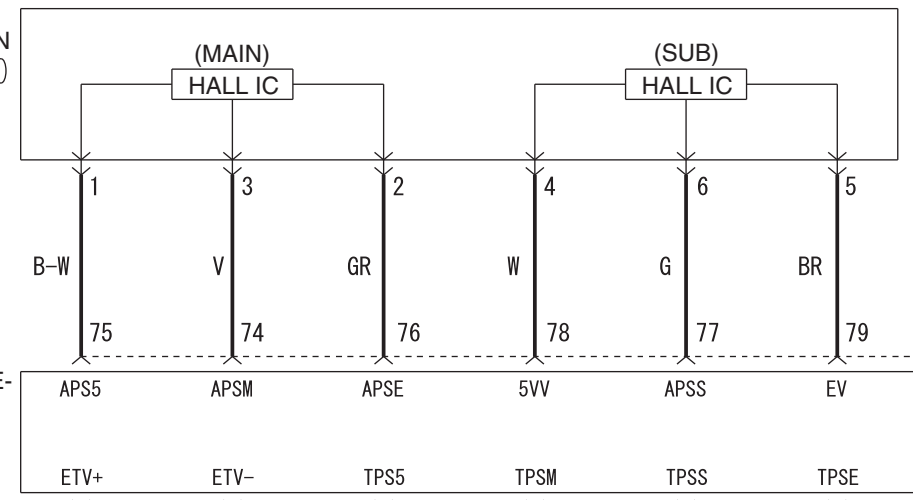 N
(MAIN) (SUB)
)
HALL IC HALL IC
1 3 2 4 6 5
B-W V GR W G BR
75 74 76 78 77 79
E-
APS5 APSM APSE 5VV APSS EV
ETV+ ETV- TPS5 TPSM TPSS TPSE